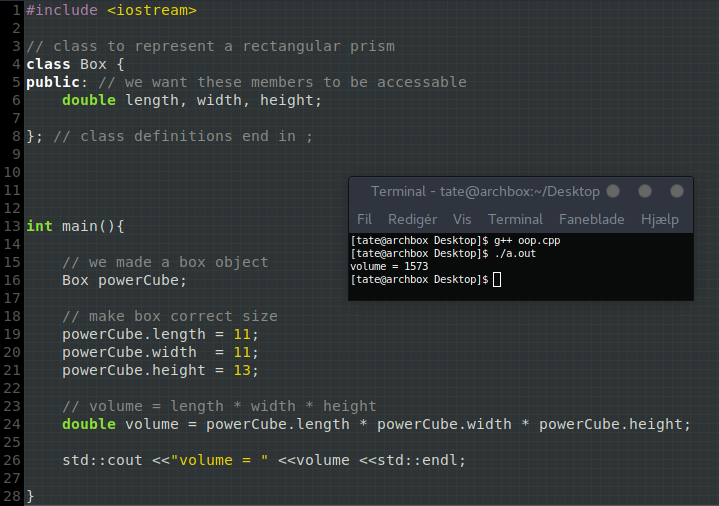 1 #include <iostream>
2
3 // class to represent a rectangular prism
4 class Box {
5 public: // we want these members to be accessable
6     double length, width, height;
7
8 }; // class definitions end in ;
9
10
11
12
13 int main(){
14
15     // we made a box object
16     Box powerCube;
17
18     // make box correct size
19     powerCube.length = 11;
20     powerCube.width  = 11;
21     powerCube.height = 13;
22
23     // volume = length * width * height
24     double volume = powerCube.length * powerCube.width * powerCube.height;
25
26     std::cout <<"volume = " <<volume <<std::endl;
27
28 }
Terminal - tate@archbox:~/Desktop
Fil Redigér Vis Terminal Faneblade Hjælp
[tate@archbox Desktop]$ g++ oop.cpp
[tate@archbox Desktop]$ ./a.out
volume = 1573
[tate@archbox Desktop]$